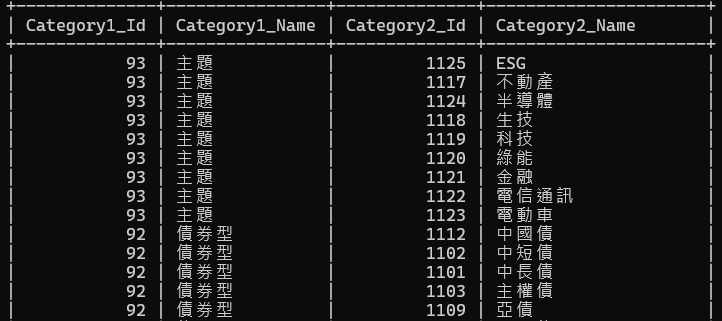 | Category1_Id | Category1_Name | Category2_Id | Category2_Name |
| 93 | 主題 | 1125 | ESG
| 93 | 主題 | 1117 | 不動產
| 93 | 主題 | 1124 | 半導體
| 93 | 主題 | 1118 | 生技
| 93 | 主題 | 1119 | 科技
| 93 | 主題 | 1120 | 綠能
| 93 | 主題 | 1121 | 金融
| 93 | 主題 | 1122 | 電信通訊
| 93 | 主題 | 1123 | 電動車
| 92 | 債券型 | 1112 | 中國債
| 92 | 債券型 | 1102 | 中短債
| 92 | 債券型 | 1101 | 中長債
| 92 | 債券型 | 1103 | 主權債
| 92 | 債券型 | 1109 | 亞債